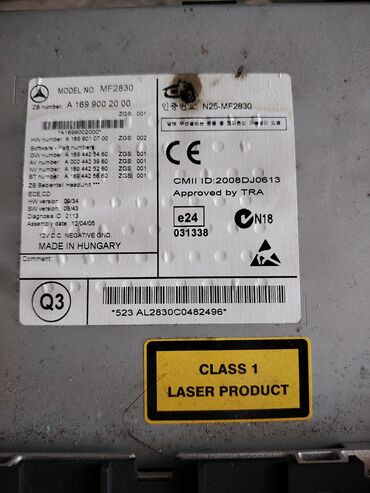 MODEL NO. MF2830
ZB number: A 169 900 20 00
ZGS 001
*A1699002000*
HW number A 169 901 07 00 ZGS 002
Software - Part numbers
GW number A 169 442 54 60 ZGS 001
AV number A 002 442 39 60 ZGS 001
NV number A 169 442 52 60 ZGS 001
BT number A 169 442 56 60 ZGS 001
ZB Bedienteil HeadUnit ***
ECE,CD
HW version 09/34
SW version 08/43
Diagnosis ID 0113
Assembly date: 12/04/05
12V D.C. NEGATIVE GND.
MADE IN HUNGARY
Comment:
N25-MF2830
CE
CMII ID:2008DJ0613
Approved by TRA
e24
031338
N18
Q3
*523 AL2830C0482496*
CLASS 1
LASER PRODUCT